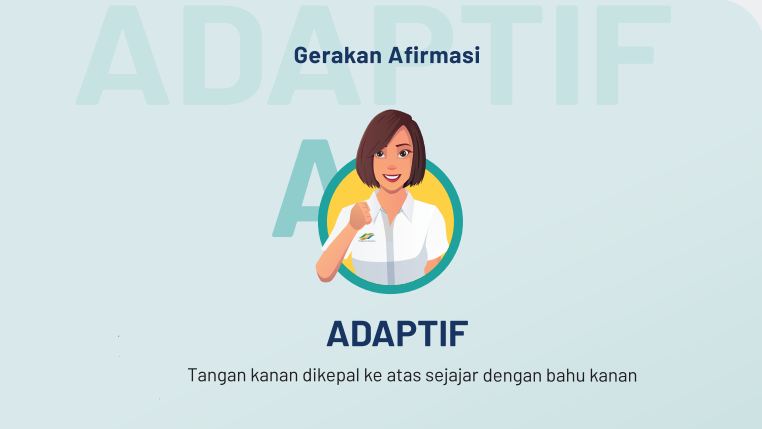 ADAPTIF
Gerakan Afirmasi
A
ADAPTIF
Tangan kanan dikepal ke atas sejajar dengan bahu kanan